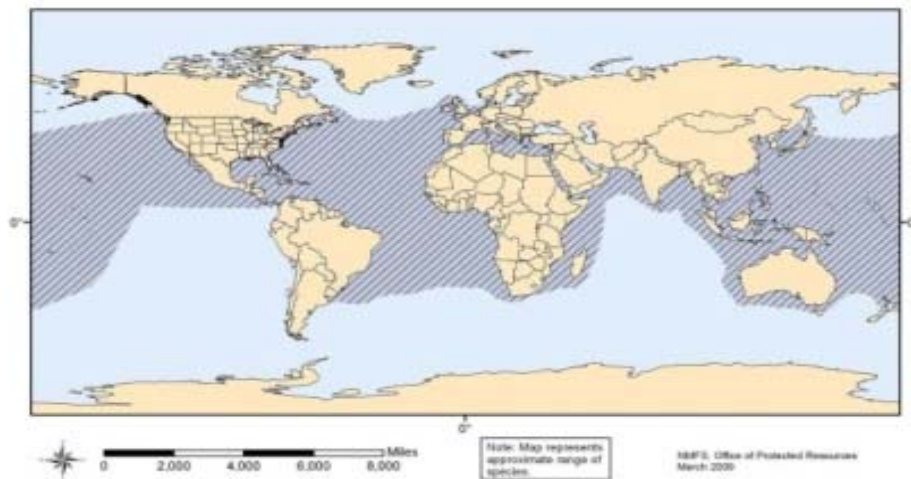 0°
0°
Miles
0 2,000 4,000 6,000 8,000
Note: Map represents
approximate range of
species.
NMFS, Office of Protected Resources
March 2009